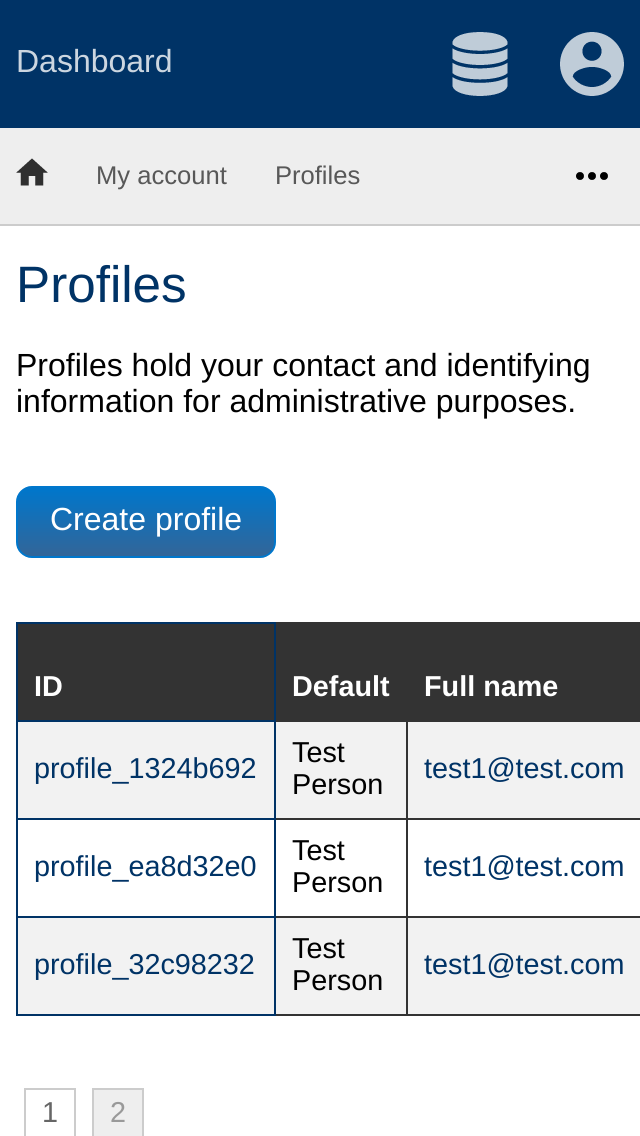 Dashboard
My account Profiles
Profiles
Profiles hold your contact and identifying
information for administrative purposes.
Create profile
ID Default Full name
profile_1324b692 Test Person test1@test.com
profile_ea8d32e0 Test Person test1@test.com
profile_32c98232 Test Person test1@test.com
1 2